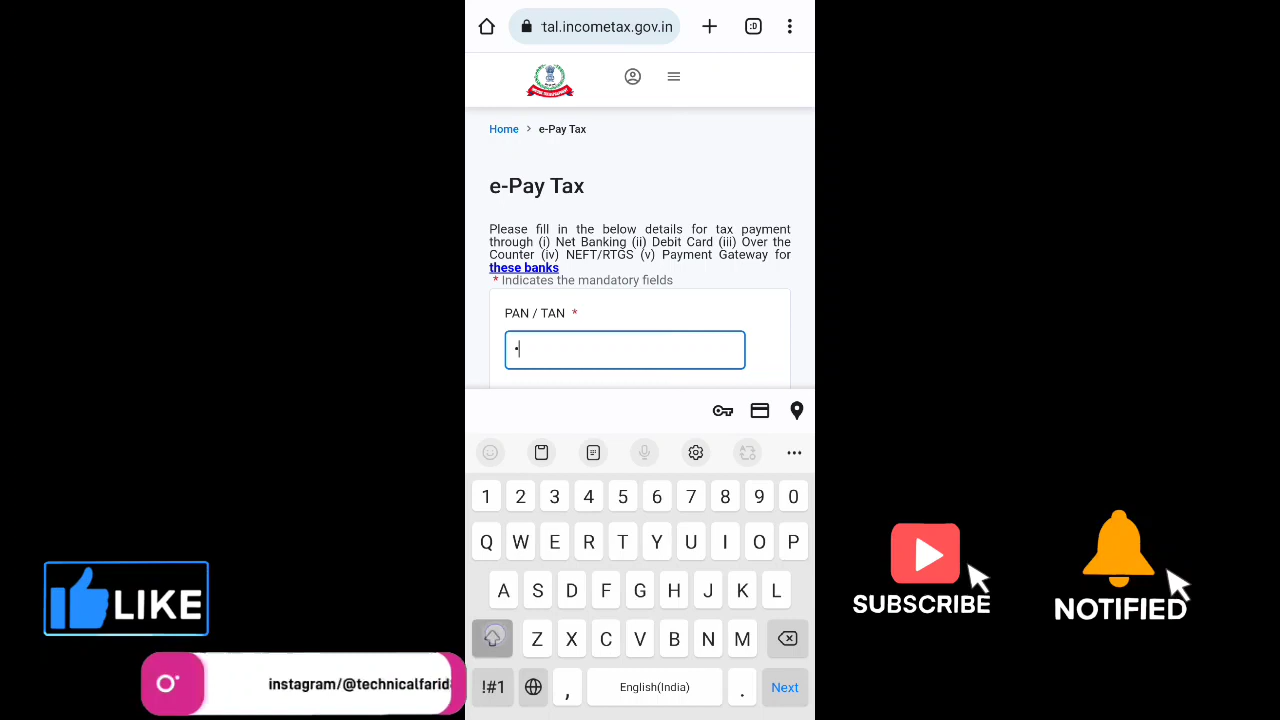 tal.incometax.gov.in
:D
Home > e-Pay Tax
e-Pay Tax
Please fill in the below details for tax payment
through (i) Net Banking (ii) Debit Card (iii) Over the
Counter (iv) NEFT/RTGS (v) Payment Gateway for
these banks
* Indicates the mandatory fields
PAN / TAN *
•
1 2 3 4 5 6 7 8 9 0
Q W E R T Y U I O P
A S D F G H J K L
Z X C V B N M
!#1 , English(India) . Next
LIKE
instagram/@technicalfarid
SUBSCRIBE
NOTIFIED